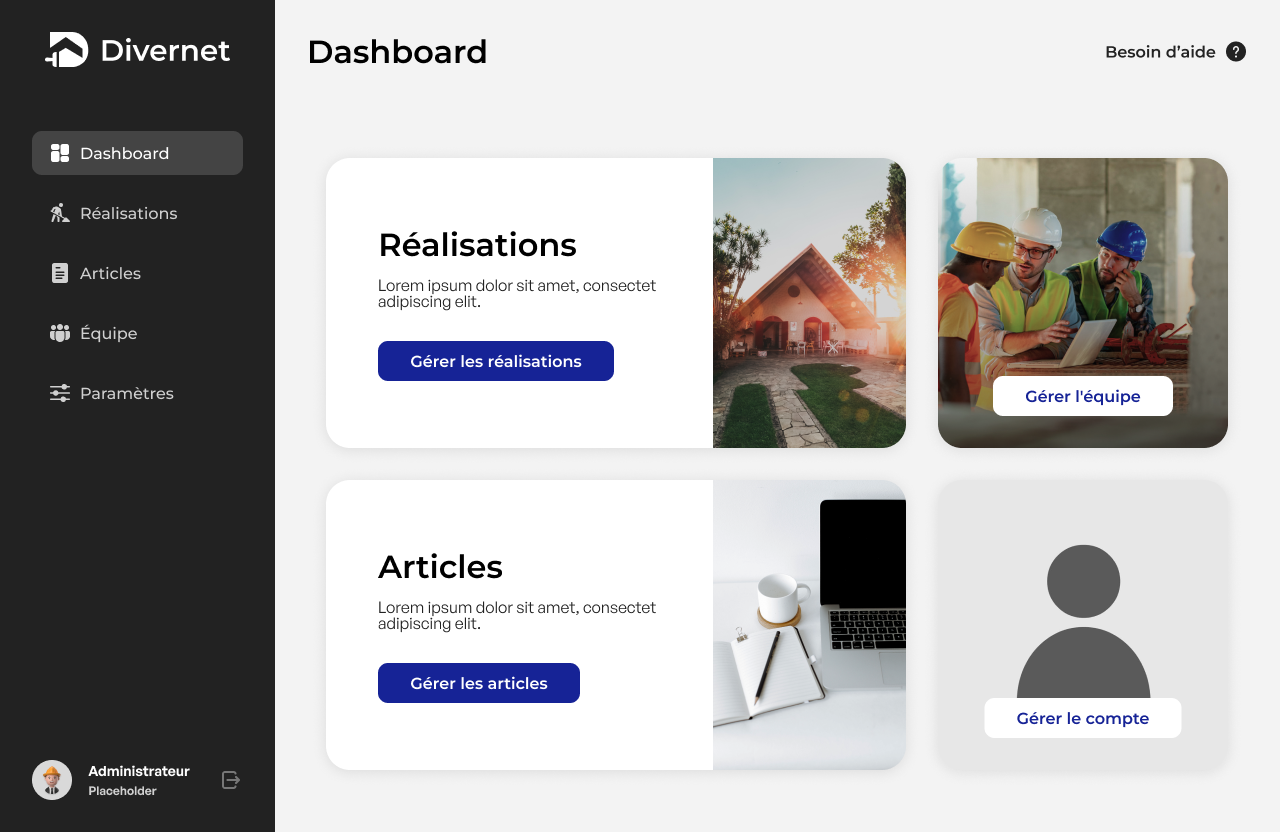 Divernet
Dashboard
Réalisations
Articles
Équipe
Paramètres
Administrateur
Placeholder
Dashboard
Besoin d’aide
?
Réalisations
Lorem ipsum dolor sit amet, consectet
adipiscing elit.
Gérer les réalisations
Gérer l'équipe
Articles
Lorem ipsum dolor sit amet, consectet
adipiscing elit.
Gérer les articles
Gérer le compte